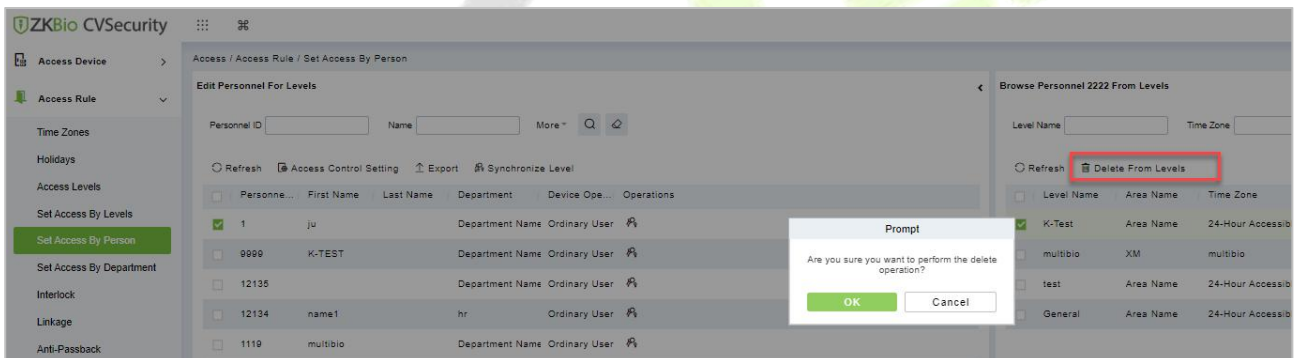 ZKBio CVSecurity
Access Device
Access Rule
Time Zones
Holidays
Access Levels
Set Access By Levels
Set Access By Person
Set Access By Department
Interlock
Linkage
Anti-Passback
Access / Access Rule / Set Access By Person
Edit Personnel For Levels
Personnel ID Name More
Refresh Access Control Setting Export Synchronize Level
Personne... First Name Last Name Department Device Ope... Operations
1 ju Department Name Ordinary User
9999 K-TEST Department Name Ordinary User
12135 Department Name Ordinary User
12134 name1 hr Ordinary User
1119 multibio Department Name Ordinary User
Browse Personnel 2222 From Levels
Level Name Time Zone
Refresh Delete From Levels
Level Name Area Name Time Zone
K-Test Area Name 24-Hour Accessib
multibio XM multibio
test Area Name 24-Hour Accessib
General Area Name 24-Hour Accessib
Prompt
Are you sure you want to perform the delete
operation?
OK Cancel